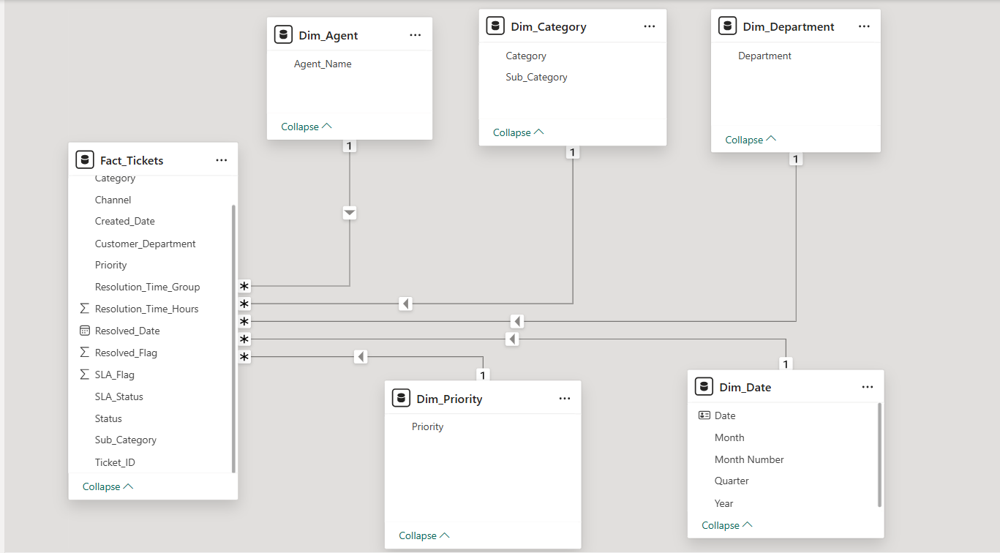 Dim_Agent
Agent_Name
Collapse
1
Dim_Category
Category
Sub_Category
Collapse
1
Dim_Department
Department
Collapse
1
Fact_Tickets
Category
Channel
Created_Date
Customer_Department
Priority
Resolution_Time_Group
Resolution_Time_Hours
Resolved_Date
Resolved_Flag
SLA_Flag
SLA_Status
Status
Sub_Category
Ticket_ID
Collapse
*
*
*
*
*
1
Dim_Priority
Priority
Collapse
1
Dim_Date
Date
Month
Month Number
Quarter
Year
Collapse